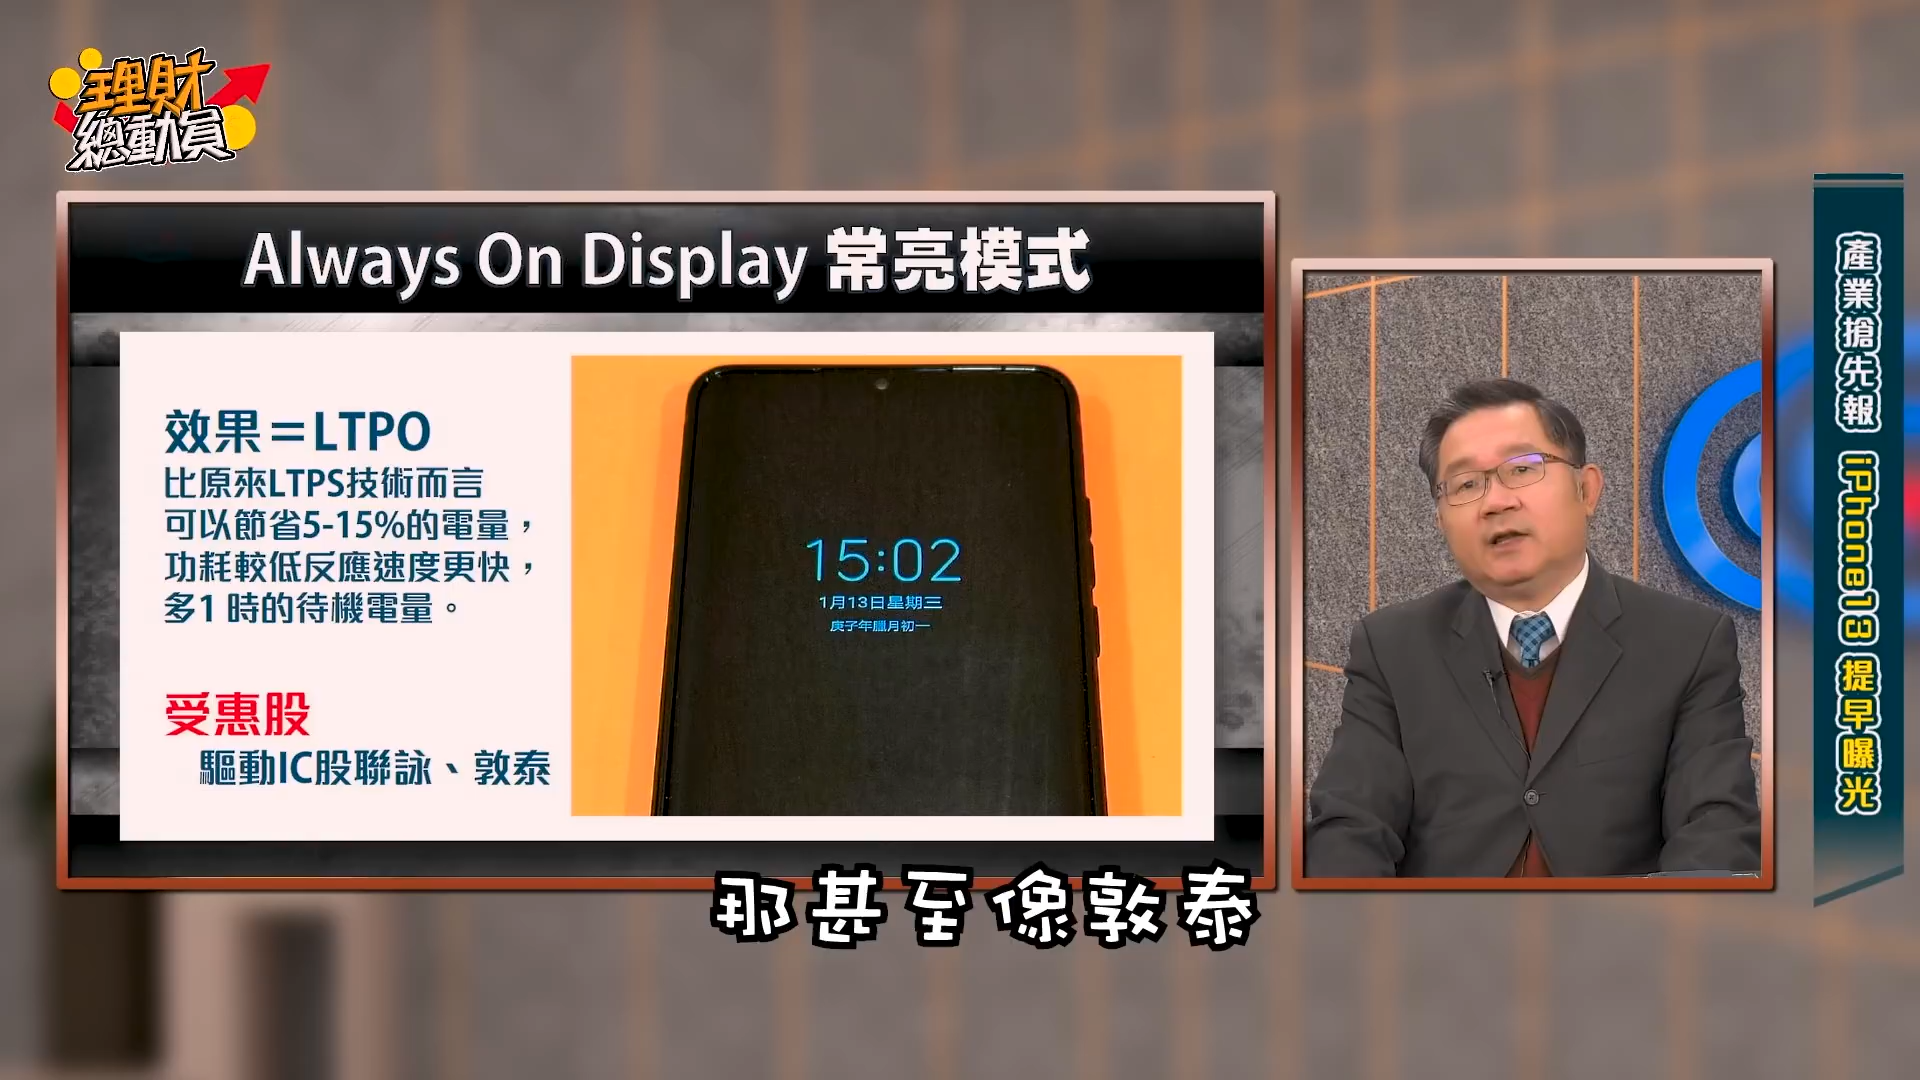 理財
總動員
Always On Display 常亮模式
效果=LTPO
比原來LTPS技術而言
可以節省5-15%的電量，
功耗較低反應速度更快，
多1 時的待機電量。
受惠股
驅動IC股聯詠、敦泰
15:02
1月13日星期三
庚子年臘月初一
產業搶先報 iPhone13 提早曝光
那甚至像敦泰